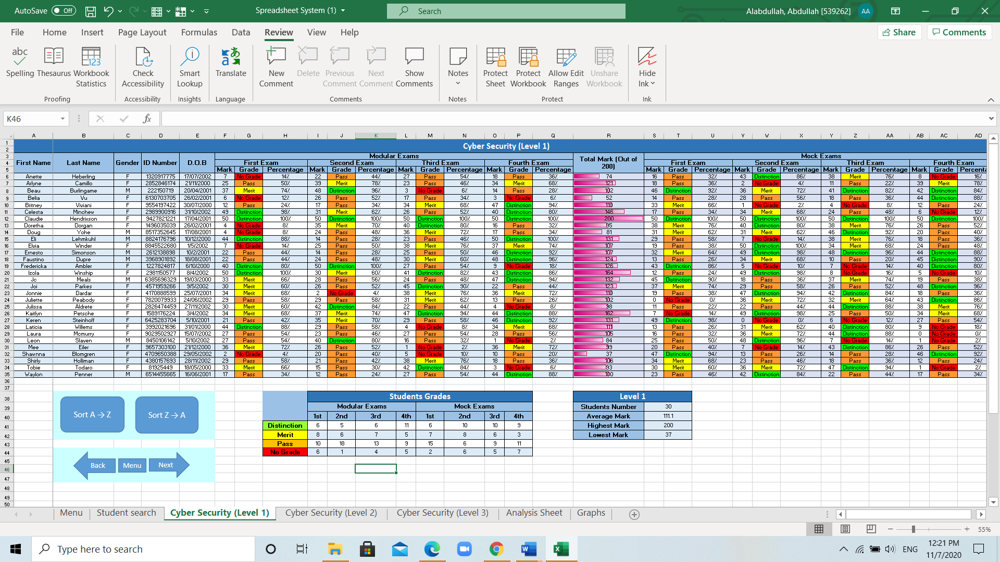 AutoSave Off Spreadsheet System (1) Search Alabdullah, Abdullah [539262] AA
File Home Insert Page Layout Formulas Data Review View Help Share Comments
abc
Spelling Thesaurus Workbook Statistics Check Accessibility Smart Lookup Translate New Comment Delete Previous Comment Next Comment Show Comments Notes Protect Sheet Protect Workbook Allow Edit Ranges Unshare Workbook Hide Ink
Proofing Accessibility Insights Language Comments Notes Protect Ink
K46 fx
A B C D E F G H I J K L M N O P Q R S T U V W X Y Z AA AB AC AD
1
2 Cyber Security (Level 1)
3 Modular Exams Mock Exams
4 First Name Last Name Gender ID Number D.O.B First Exam Second Exam Third Exam Fourth Exam Total Mark (Out of 200) First Exam Second Exam Third Exam Fourth Exam
5 Mark Grade Percentage Mark Grade Percentage Mark Grade Percentage Mark Grade Percentage Mark Grade Percentage Mark Grade Percentage Mark Grade Percentage Mark Grade Percenta
6 Anette Heberling F 1320917775 17/07/2002 7 No Grade 14% 22 Pass 44% 27 Pass 54% 18 Pass 36% 74 16 Pass 32% 43 Distinction 86% 38 Merit 76% 8 No Grade 16%
7 Arlyne Camillo F 2852846174 21/11/2000 25 Pass 50% 39 Merit 78% 23 Pass 46% 34 Merit 68% 121 18 Pass 36% 2 No Grade 4% 11 Pass 22% 39 Merit 78%
8 Beau Burlingame M 222150719 20/04/2001 37 Merit 74% 48 Distinction 96% 3 No Grade 6% 14 Pass 28% 102 46 Distinction 92% 36 Merit 72% 41 Distinction 82% 42 Distinction 84%
9 Belia Vu F 6130703705 26/02/2001 6 No Grade 12% 26 Pass 52% 17 Pass 34% 3 No Grade 6% 52 14 Pass 28% 28 Pass 56% 18 Pass 36% 44 Distinction 88%
10 Britney Viviani F 9554197422 30/07/2000 12 Pass 24% 17 Pass 34% 34 Merit 68% 47 Distinction 94% 110 33 Merit 66% 1 No Grade 2% 4 No Grade 8% 12 Pass 24%
11 Celesta Minchew F 2989900916 31/10/2002 49 Distinction 98% 31 Merit 62% 26 Pass 52% 40 Distinction 80% 146 17 Pass 34% 34 Merit 68% 24 Pass 48% 6 No Grade 12%
12 Claudie Hendrixson F 9427821221 17/04/2001 50 Distinction 100% 50 Distinction 100% 50 Distinction 100% 50 Distinction 100% 200 50 Distinction 100% 50 Distinction 100% 50 Distinction 100% 50 Distinction 100%
13 Doretha Dorgan F 1496035039 26/02/2001 4 No Grade 8% 35 Merit 70% 40 Distinction 80% 16 Pass 32% 95 38 Merit 76% 40 Distinction 80% 38 Merit 76% 26 Pass 52%
14 Doug Yohe M 8517352645 17/08/2001 4 No Grade 8% 24 Pass 48% 36 Merit 72% 17 Pass 34% 81 31 Merit 62% 31 Merit 62% 46 Distinction 92% 20 Pass 40%
15 Eli Lehmkuhl M 8824176796 10/12/2000 44 Distinction 88% 14 Pass 28% 23 Pass 46% 50 Distinction 100% 131 29 Pass 58% 7 No Grade 14% 38 Merit 76% 18 Pass 36%
16 Elvia Winder F 8845522680 1/5/2002 7 No Grade 14% 25 Pass 50% 38 Merit 76% 37 Merit 74% 107 19 Pass 38% 50 Distinction 100% 34 Merit 68% 24 Pass 48%
17 Ernesto Simonson M 2612138898 10/2/2001 22 Pass 44% 14 Pass 28% 25 Pass 50% 46 Distinction 92% 107 32 Merit 64% 49 Distinction 98% 48 Distinction 96% 44 Distinction 88%
18 Faustino Dupre M 3968901892 18/08/2001 22 Pass 44% 24 Pass 48% 30 Merit 60% 48 Distinction 96% 124 13 Pass 26% 34 Merit 68% 10 Pass 20% 45 Distinction 90%
19 Fredericka Ambler F 1227824817 6/10/2000 40 Distinction 80% 50 Distinction 100% 27 Pass 54% 9 No Grade 18% 126 43 Distinction 86% 5 No Grade 10% 7 No Grade 14% 40 Distinction 80%
20 Izola Winship F 2981150577 8/4/2002 50 Distinction 100% 30 Merit 60% 41 Distinction 82% 43 Distinction 86% 164 12 Pass 24% 49 Distinction 98% 8 No Grade 16% 5 No Grade 10%
21 Jc Meals M 6385696329 19/03/2000 33 Merit 66% 28 Pass 56% 24 Pass 48% 47 Distinction 94% 132 45 Distinction 90% 18 Pass 36% 37 Merit 74% 19 Pass 38%
22 Joi Parkes F 4571959266 9/5/2002 30 Merit 60% 26 Pass 52% 45 Distinction 90% 22 Pass 44% 123 37 Merit 74% 29 Pass 58% 26 Pass 52% 48 Distinction 96%
23 Jonnie Dardar F 4170888599 25/07/2001 34 Merit 68% 2 No Grade 4% 38 Merit 76% 36 Merit 72% 110 19 Pass 38% 47 Distinction 94% 42 Distinction 84% 18 Pass 36%
24 Juliette Peabody F 7820079933 24/06/2002 29 Pass 58% 29 Pass 58% 31 Merit 62% 13 Pass 26% 102 0 No Grade 0% 36 Merit 72% 32 Merit 64% 43 Distinction 86%
25 Julissa Aldrete F 2826474459 27/11/2002 30 Merit 60% 42 Distinction 84% 22 Pass 44% 4 No Grade 8% 98 11 Pass 22% 22 Pass 44% 44 Distinction 88% 38 Merit 76%
26 Kaitlyn Petsche F 1589176224 3/4/2002 34 Merit 68% 37 Merit 74% 47 Distinction 94% 44 Distinction 88% 162 7 No Grade 14% 49 Distinction 98% 25 Pass 50% 34 Merit 68%
27 Keren Steinhoff F 6425283704 5/10/2001 21 Pass 42% 35 Merit 70% 29 Pass 58% 46 Distinction 92% 131 49 Distinction 98% 0 No Grade 0% 6 No Grade 12% 27 Pass 54%
28 Laticia Willems F 3992021696 31/01/2000 44 Distinction 88% 29 Pass 58% 4 No Grade 8% 34 Merit 68% 111 13 Pass 26% 31 Merit 62% 40 Distinction 80% 9 No Grade 18%
29 Laura Mcmurry F 9029502927 15/07/2002 27 Pass 54% 23 Pass 46% 27 Pass 54% 28 Pass 56% 105 16 Pass 32% 36 Merit 72% 44 Distinction 88% 0 No Grade 0%
30 Leon Slaven M 8450106142 5/10/2002 27 Pass 54% 40 Distinction 80% 16 Pass 32% 1 No Grade 2% 84 25 Pass 50% 48 Distinction 96% 7 No Grade 14% 1 No Grade 2%
31 Mee Eiler F 9657303100 21/12/2000 36 Merit 72% 26 Pass 52% 1 No Grade 2% 36 Merit 72% 99 20 Pass 40% 7 No Grade 14% 43 Distinction 86% 26 Pass 52%
32 Shawnna Blomgren F 4709650388 29/05/2002 2 No Grade 4% 20 Pass 40% 5 No Grade 10% 10 Pass 20% 37 47 Distinction 94% 13 Pass 26% 14 Pass 28% 46 Distinction 92%
33 Shirly Holliman F 4380157693 28/11/2002 29 Pass 58% 21 Pass 42% 38 Merit 76% 18 Pass 36% 106 34 Merit 68% 23 Pass 46% 18 Pass 36% 12 Pass 24%
34 Tobie Todaro F 81925449 18/05/2000 33 Merit 66% 15 Pass 30% 42 Distinction 84% 3 No Grade 6% 93 30 Merit 60% 36 Merit 72% 47 Distinction 94% 1 No Grade 2%
35 Waylon Penner M 6514455665 16/06/2001 17 Pass 34% 12 Pass 24% 27 Pass 54% 44 Distinction 88% 100 23 Pass 46% 42 Distinction 84% 22 Pass 44% 17 Pass 34%
36
37
38 Students Grades Level 1
39 Modular Exams Mock Exams Students Number 30
40 Sort A → Z Sort Z → A 1st 2nd 3rd 4th 1st 2nd 3rd 4th Average Mark 111.1
41 Distinction 6 5 6 11 6 10 10 9 Highest Mark 200
42 Merit 8 6 7 5 7 8 6 3 Lowest Mark 37
43 Pass 10 18 13 9 15 6 9 11
44 No Grade 6 1 4 5 2 6 5 7
45 Back Menu Next
46
47
48
49
50
Menu Student search Cyber Security (Level 1) Cyber Security (Level 2) Cyber Security (Level 3) Analysis Sheet Graphs
55%
Type here to search ENG 12:21 PM
11/7/2020